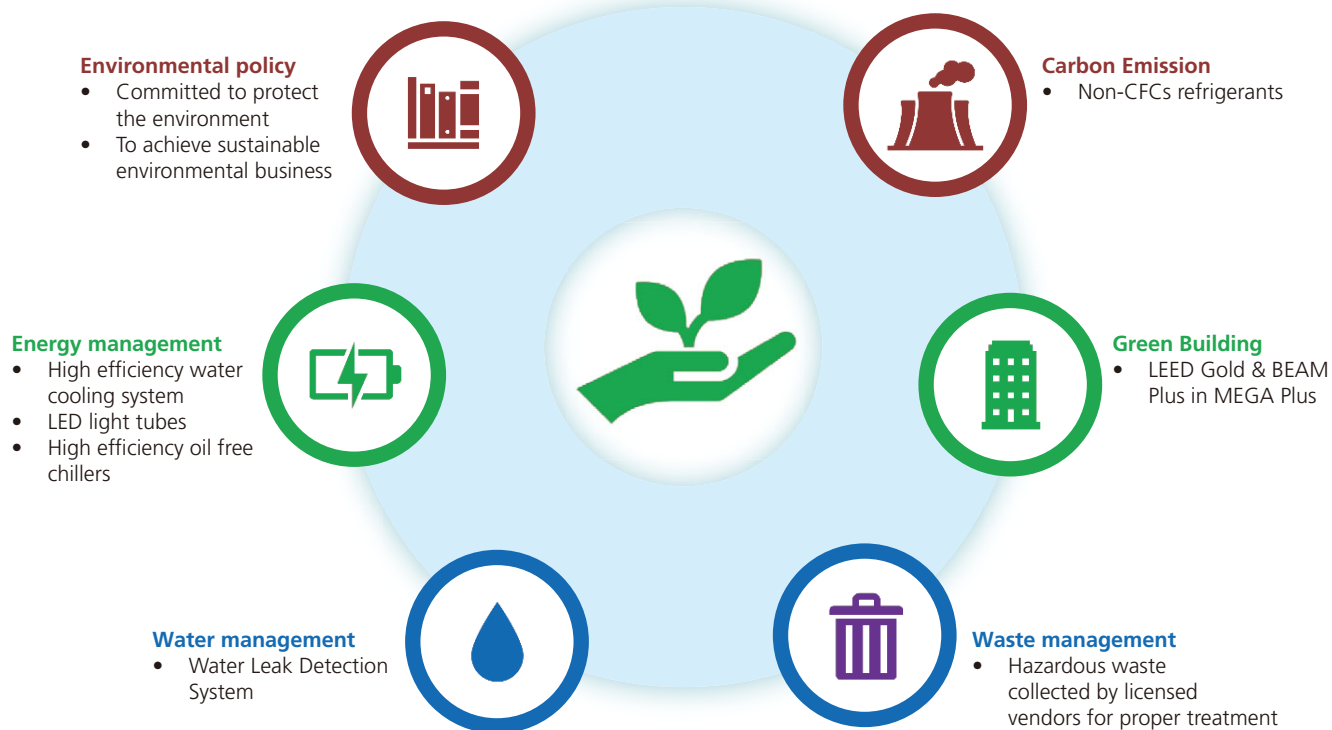 Environmental policy
• Committed to protect
the environment
• To achieve sustainable
environmental business
Carbon Emission
• Non-CFCs refrigerants
Energy management
• High efficiency water
cooling system
• LED light tubes
• High efficiency oil free
chillers
Green Building
• LEED Gold & BEAM
Plus in MEGA Plus
Water management
• Water Leak Detection
System
Waste management
• Hazardous waste
collected by licensed
vendors for proper treatment